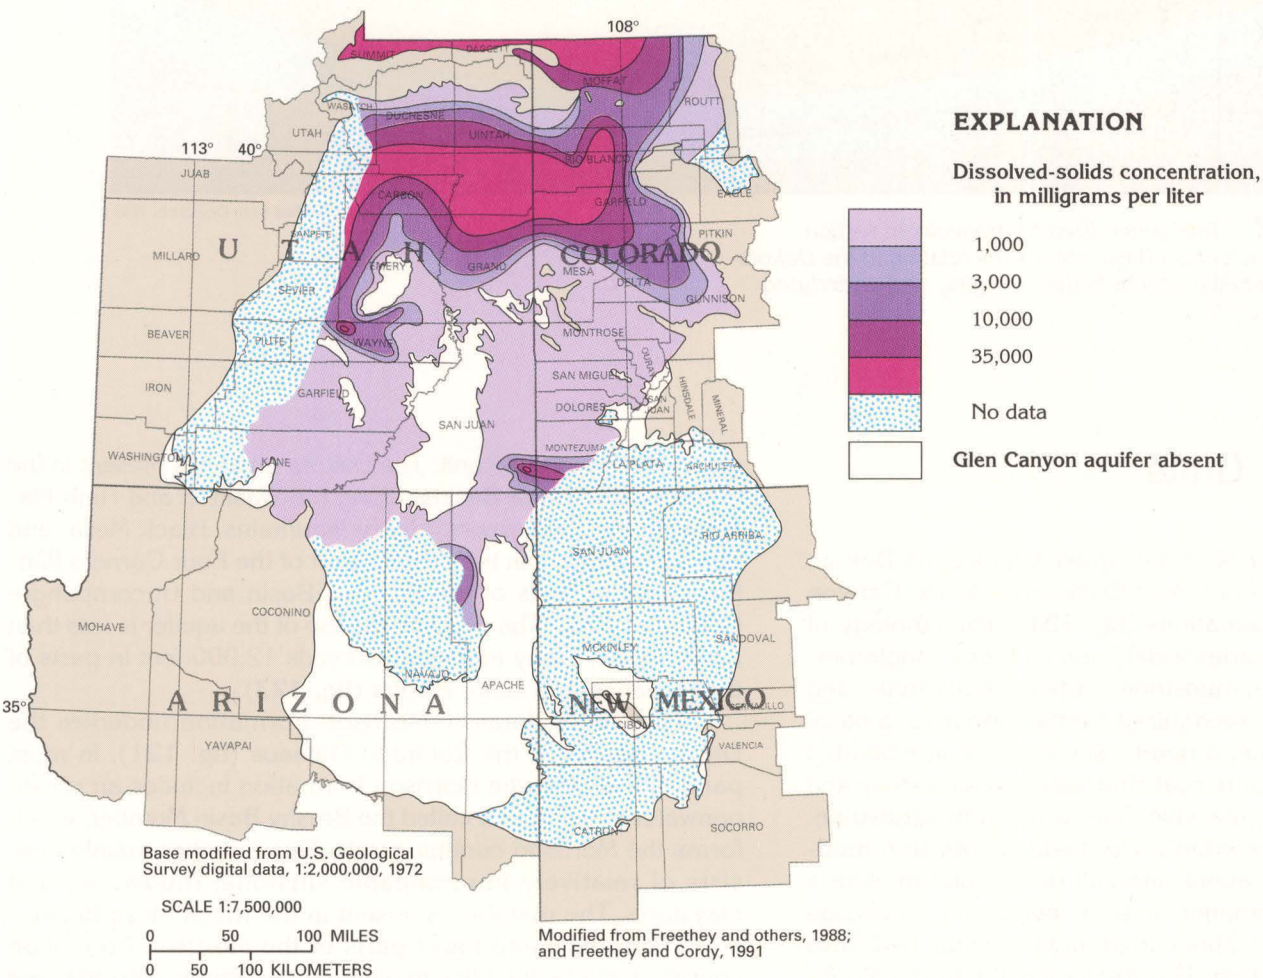 108°
SUMMIT
DAGGETT
MOFFAT
ROUTT
WASATCH
DUCHESNE
UTAH
UINTAH
113° 40°
RIO BLANCO
JUAB
CARBON
GARFIELD
EAGLE
SANPETE
PITKIN
MILLARD
UTAH
COLORADO
EMERY
GRAND
MESA
DELTA
SEVIER
GUNNISON
BEAVER
PIUTE
WAYNE
MONTROSE
OURAY
IRON
GARFIELD
SAN MIGUEL
HINSDALE
SAN JUAN
DOLORES
SAN
JUAN
MINERAL
WASHINGTON
KANE
MONTEZUMA
LA PLATA
ARCHULETA
SAN JUAN
RIO ARRIBA
COCONINO
MOHAVE
SANDOVAL
MCKINLEY
NAVAJO
APACHE
35°
ARIZONA
NEW MEXICO
BERNALILLO
CIBOLA
YAVAPAI
VALENCIA
CATRON
SOCORRO
EXPLANATION
Dissolved-solids concentration,
in milligrams per liter
1,000
3,000
10,000
35,000
No data
Glen Canyon aquifer absent
Base modified from U.S. Geological
Survey digital data, 1:2,000,000, 1972
SCALE 1:7,500,000
0 50 100 MILES
0 50 100 KILOMETERS
Modified from Freethey and others, 1988;
and Freethey and Cordy, 1991